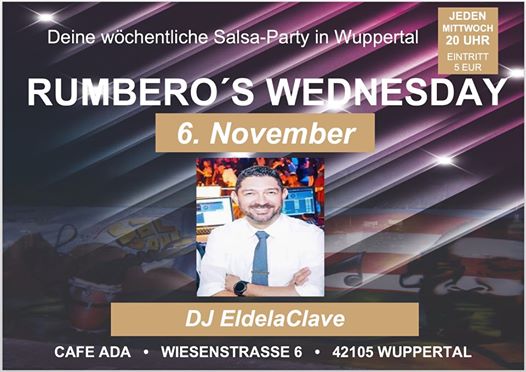 Deine wöchentliche Salsa-Party in Wuppertal
JEDEN
MITTWOCH
20 UHR
EINTRITT
5 EUR
RUMBERO´S WEDNESDAY
6. November
DJ EldelaClave
CAFE ADA • WIESENSTRASSE 6 • 42105 WUPPERTAL